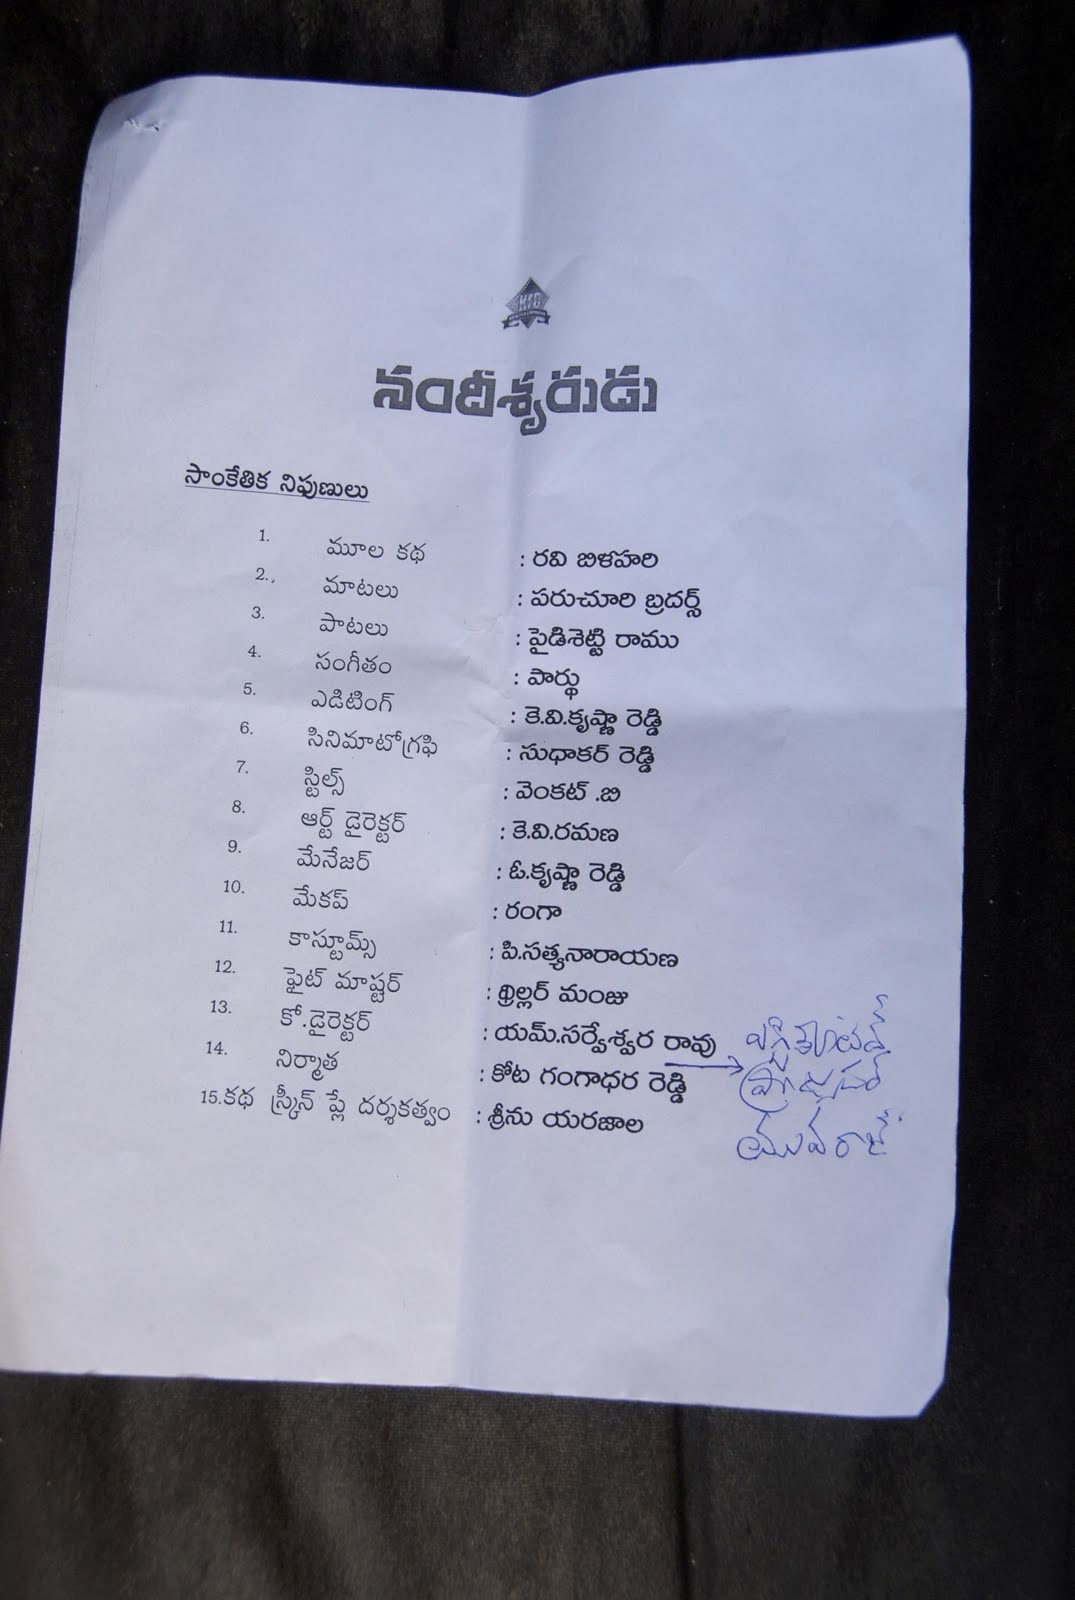 KFC
నందీశ్వరుడు
సాంకేతిక నిపుణులు
1. మూల కథ : రవి బిళహరి
2. మాటలు : పరుచూరి బ్రదర్స్
3. పాటలు : పైడిశెట్టి రాము
4. సంగీతం : పార్థు
5. ఎడిటింగ్ : కె.వి.కృష్ణా రెడ్డి
6. సినిమాటోగ్రఫి : సుధాకర్ రెడ్డి
7. స్టిల్స్ : వెంకట్ .బి
8. ఆర్ట్ డైరెక్టర్ : కె.వి.రమణ
9. మేనేజర్ : ఓ.కృష్ణా రెడ్డి
10. మేకప్ : రంగా
11. కాస్టూమ్స్ : పి.సత్యనారాయణ
12. ఫైట్ మాష్టర్ : థ్రిల్లర్ మంజు
13. కో.డైరెక్టర్ : యమ్.సర్వేశ్వర రావు
14. నిర్మాత : కోట గంగాధర రెడ్డి
15.కథ స్క్రీన్ ప్లే దర్శకత్వం : శ్రీను యరజాల
యువరాజ్